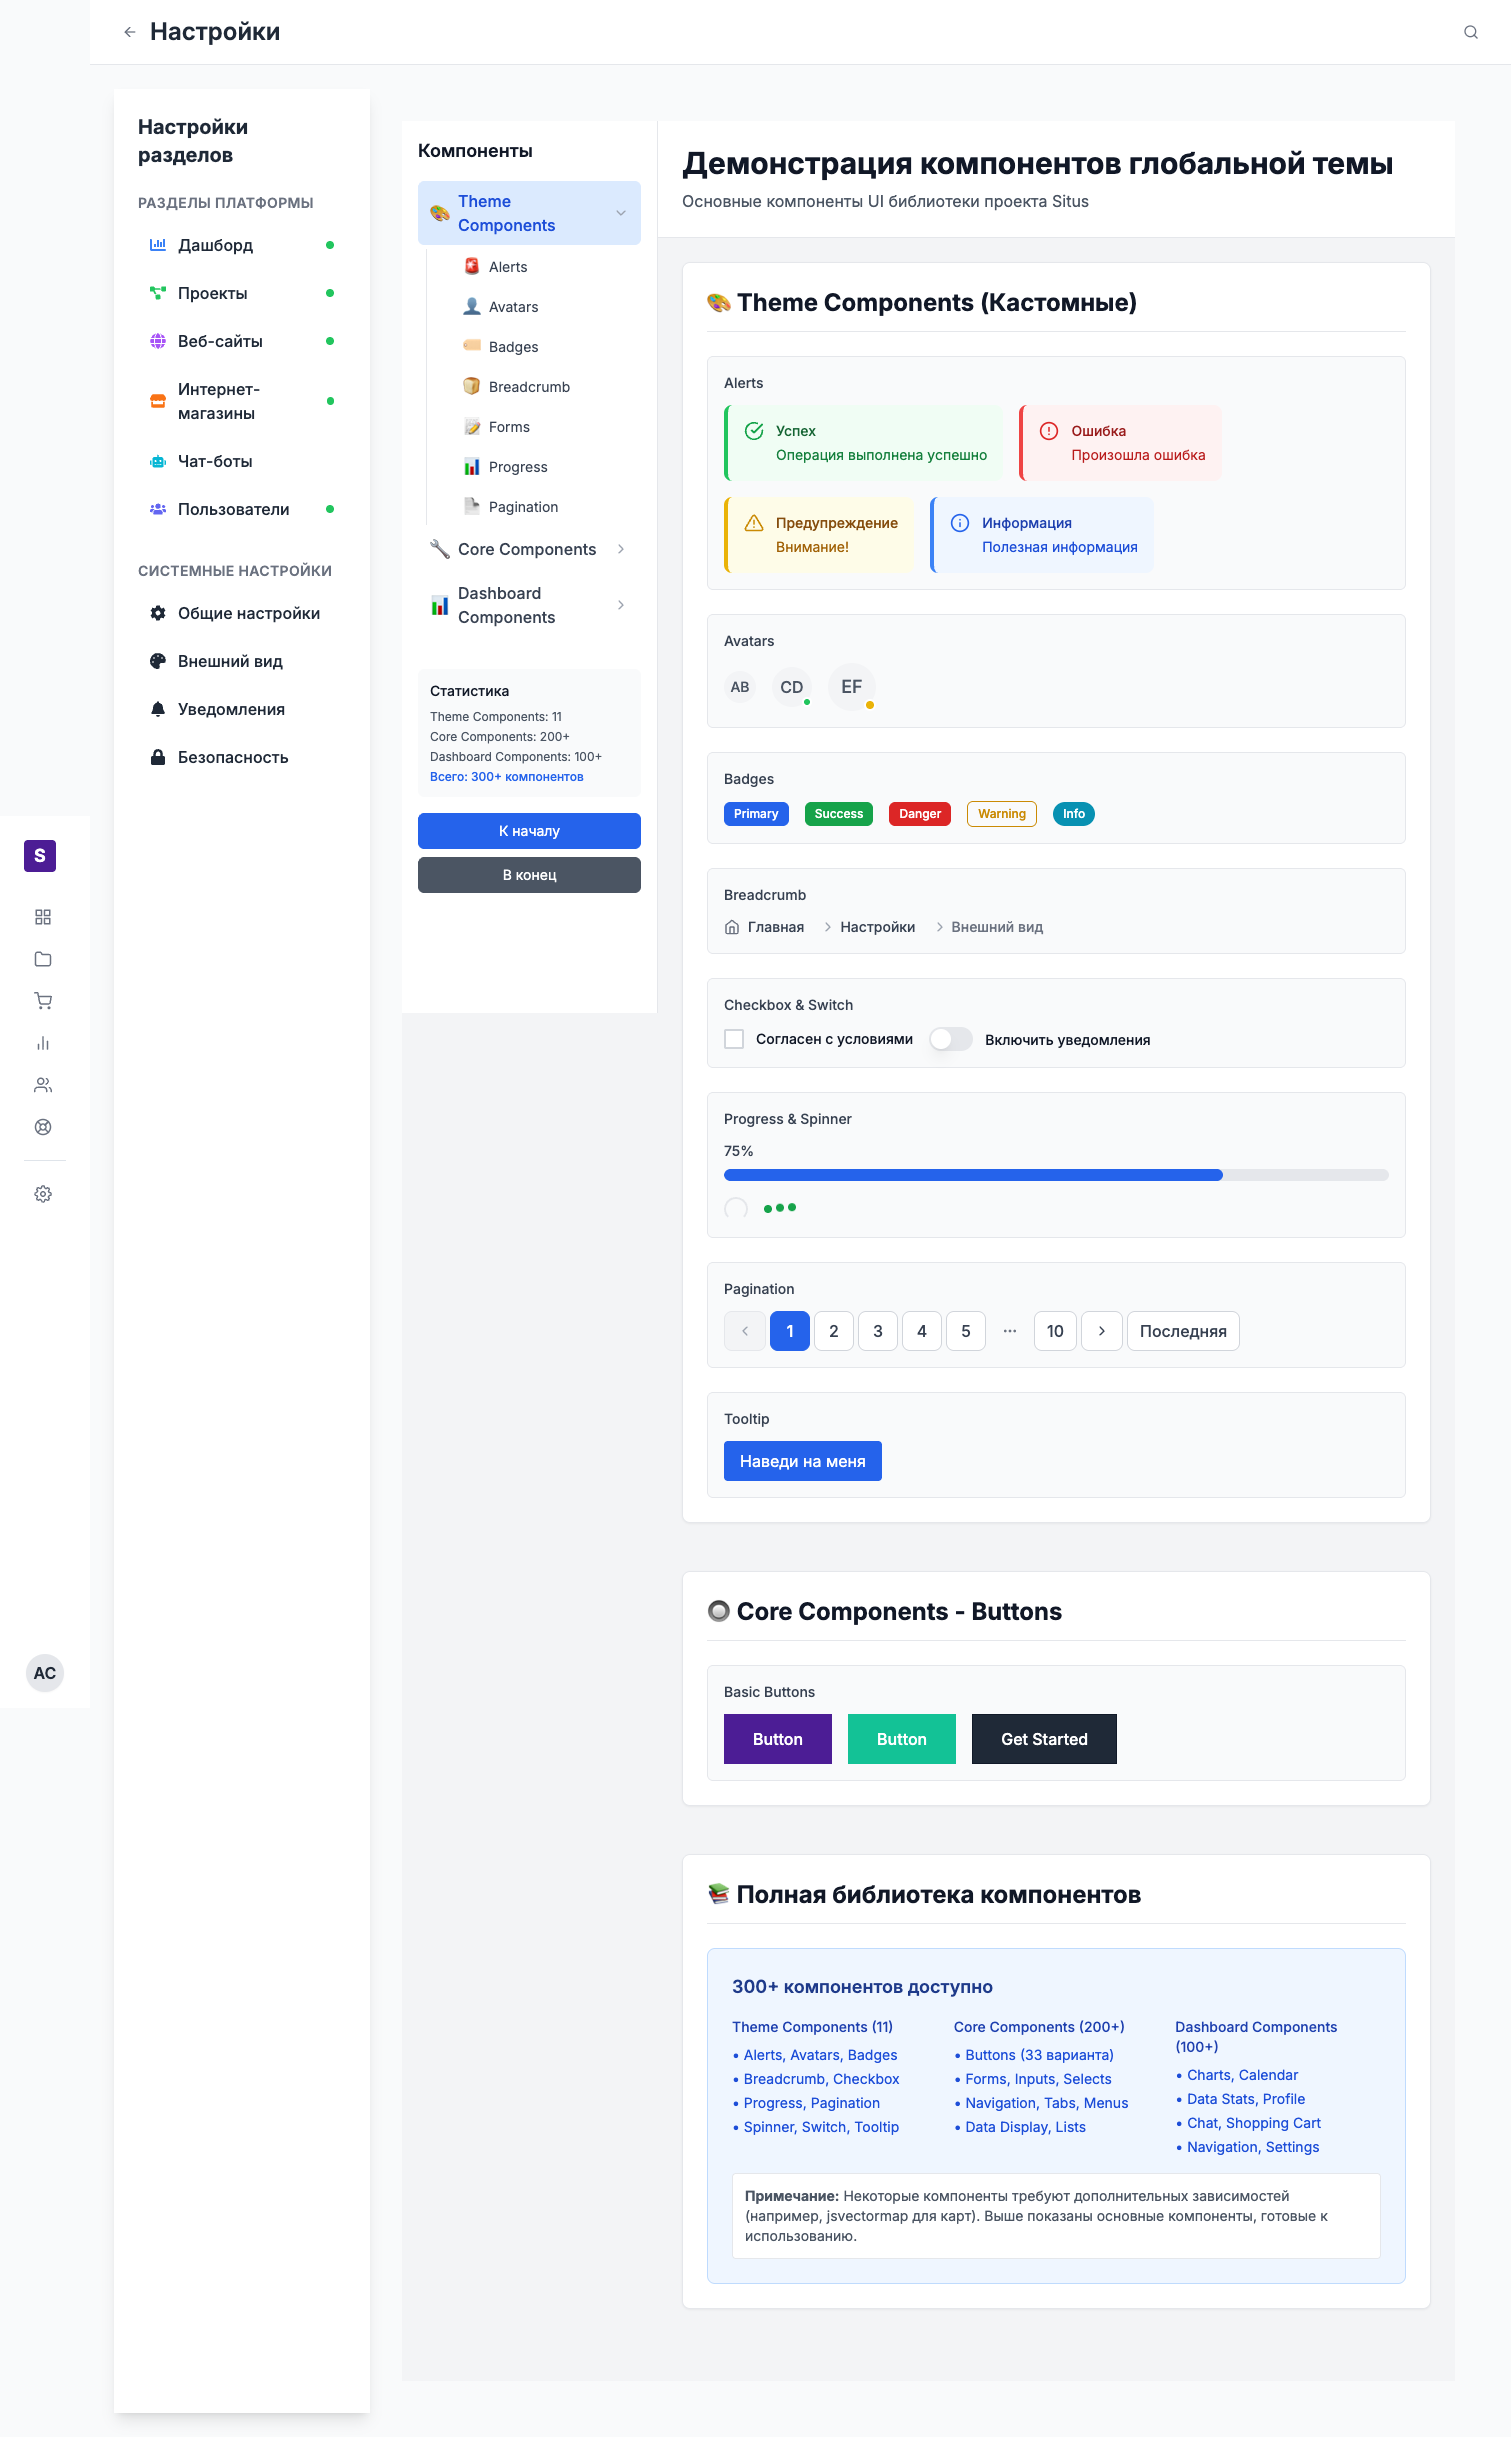 Настройки
Настройки
разделов
РАЗДЕЛЫ ПЛАТФОРМЫ
Дашборд
Проекты
Веб-сайты
Интернет-
магазины
Чат-боты
Пользователи
СИСТЕМНЫЕ НАСТРОЙКИ
Общие настройки
Внешний вид
Уведомления
Безопасность
S
AC
Компоненты
Theme
Components
Alerts
Avatars
Badges
Breadcrumb
Forms
Progress
Pagination
Core Components
Dashboard
Components
Статистика
Theme Components: 11
Core Components: 200+
Dashboard Components: 100+
Всего: 300+ компонентов
К началу
В конец
Демонстрация компонентов глобальной темы
Основные компоненты UI библиотеки проекта Situs
Theme Components (Кастомные)
Alerts
Успех
Операция выполнена успешно
Ошибка
Произошла ошибка
Предупреждение
Внимание!
Информация
Полезная информация
Avatars
AB CD EF
Badges
Primary Success Danger Warning Info
Breadcrumb
Главная Настройки Внешний вид
Checkbox & Switch
Согласен с условиями Включить уведомления
Progress & Spinner
75%
Pagination
1 2 3 4 5 ... 10 Последняя
Tooltip
Наведи на меня
Core Components - Buttons
Basic Buttons
Button Button Get Started
Полная библиотека компонентов
300+ компонентов доступно
Theme Components (11)
• Alerts, Avatars, Badges
• Breadcrumb, Checkbox
• Progress, Pagination
• Spinner, Switch, Tooltip
Core Components (200+)
• Buttons (33 варианта)
• Forms, Inputs, Selects
• Navigation, Tabs, Menus
• Data Display, Lists
Dashboard Components
(100+)
• Charts, Calendar
• Data Stats, Profile
• Chat, Shopping Cart
• Navigation, Settings
Примечание: Некоторые компоненты требуют дополнительных зависимостей
(например, jsvectormap для карт). Выше показаны основные компоненты, готовые к
использованию.